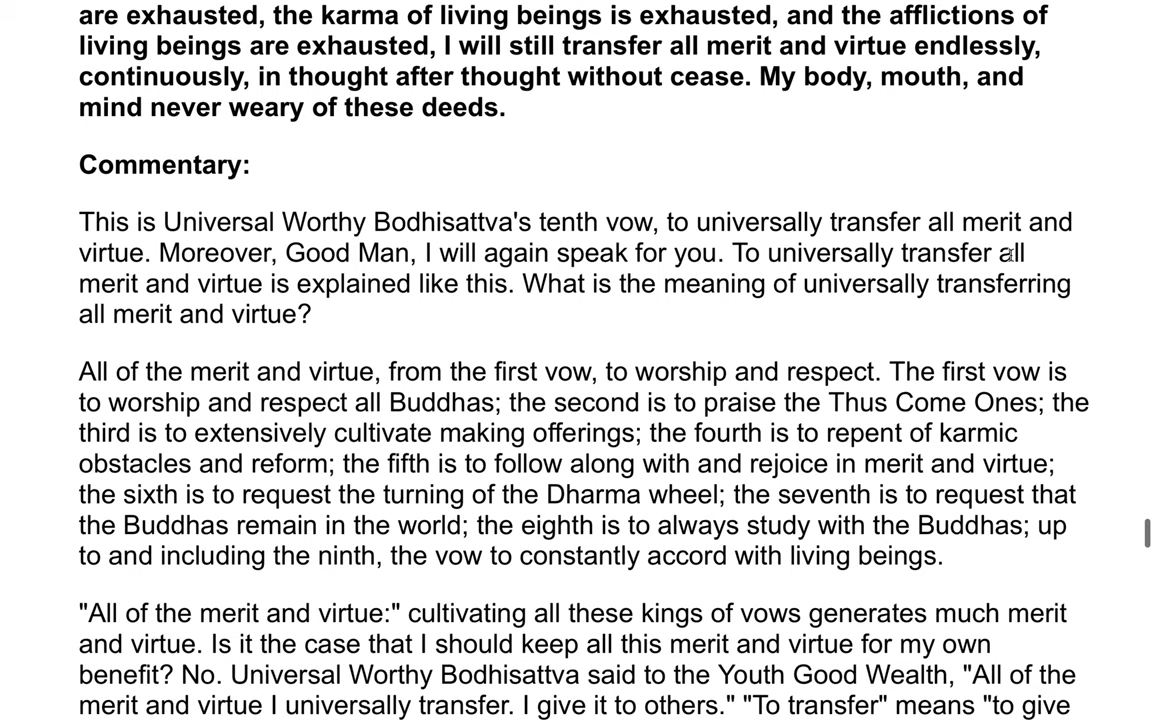 are exhausted, the karma of living beings is exhausted, and the afflictions of
living beings are exhausted, I will still transfer all merit and virtue endlessly,
continuously, in thought after thought without cease. My body, mouth, and
mind never weary of these deeds.
Commentary:
This is Universal Worthy Bodhisattva's tenth vow, to universally transfer all merit and
virtue. Moreover, Good Man, I will again speak for you. To universally transfer all
merit and virtue is explained like this. What is the meaning of universally transferring
all merit and virtue?
All of the merit and virtue, from the first vow, to worship and respect. The first vow is
to worship and respect all Buddhas; the second is to praise the Thus Come Ones; the
third is to extensively cultivate making offerings; the fourth is to repent of karmic
obstacles and reform; the fifth is to follow along with and rejoice in merit and virtue;
the sixth is to request the turning of the Dharma wheel; the seventh is to request that
the Buddhas remain in the world; the eighth is to always study with the Buddhas; up
to and including the ninth, the vow to constantly accord with living beings.
"All of the merit and virtue:" cultivating all these kings of vows generates much merit
and virtue. Is it the case that I should keep all this merit and virtue for my own
benefit? No. Universal Worthy Bodhisattva said to the Youth Good Wealth, "All of the
merit and virtue I universally transfer. I give it to others." "To transfer" means "to give